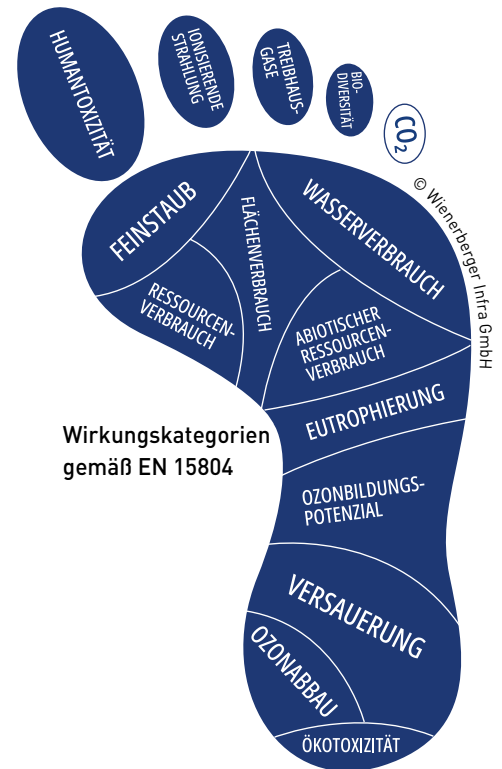 HUMANTOXIZITÄT
IONISIERENDE
STRAHLUNG
TREIBHAUS-
GASE
BIO-
DIVERSITÄT
CO₂
© Wienerberger Infra GmbH
FEINSTAUB
FLÄCHENVERBRAUCH
WASSERVERBRAUCH
RESSOURCEN-
VERBRAUCH
ABIOTISCHER
RESSOURCEN-
VERBRAUCH
EUTROPHIERUNG
Wirkungskategorien
gemäß EN 15804
OZONBILDUNGS-
POTENZIAL
VERSAUERUNG
OZONABBAU
ÖKOTOXIZITÄT